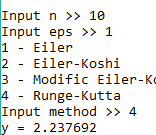 Input n >> 10
Input eps >> 1
1 - Eiler
2 - Eiler-Koshi
3 - Modific Eiler-Ko
4 - Runge-Kutta
Input method >> 4
y = 2.237692